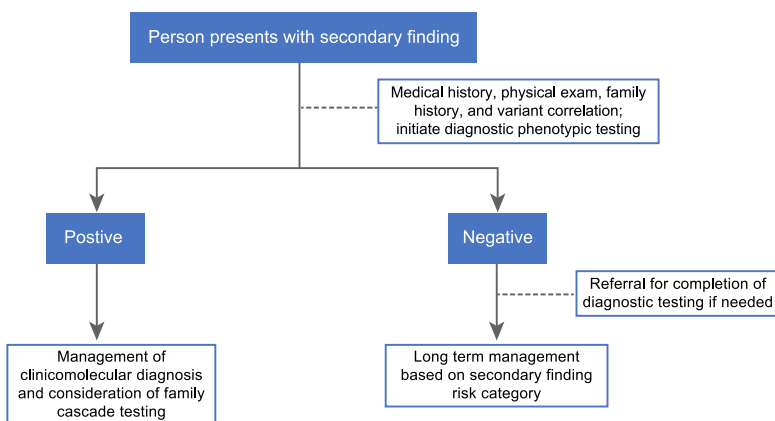 Person presents with secondary finding
Medical history, physical exam, family
history, and variant correlation;
initiate diagnostic phenotypic testing
Postive
Negative
Referral for completion of
diagnostic testing if needed
Management of
clinicomolecular diagnosis
and consideration of family
cascade testing
Long term management
based on secondary finding
risk category